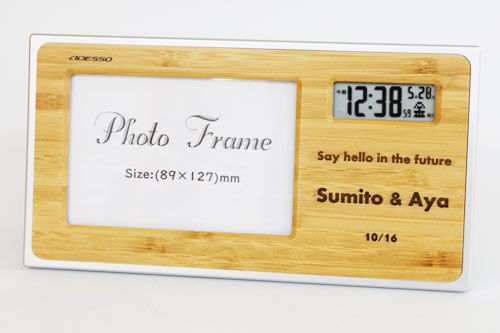 ADESSO
Photo Frame
Size:(89×127)mm
12:38
59
5.28
Say hello in the future
Sumito & Aya
10/16